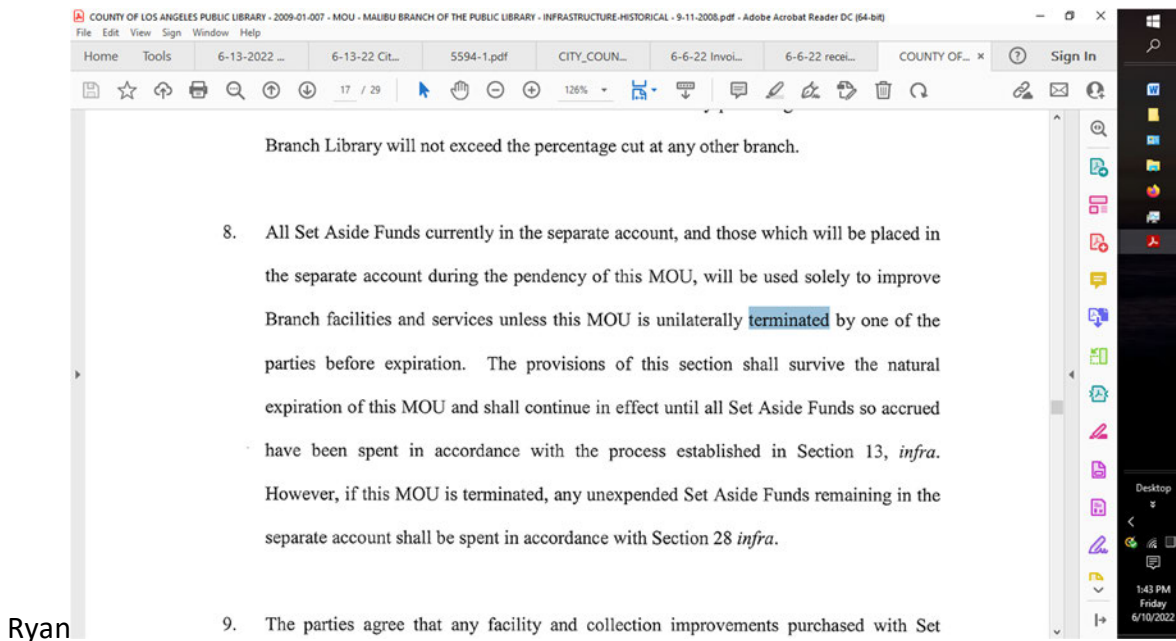 COUNTY OF LOS ANGELES PUBLIC LIBRARY - 2009-01-007 - MOU - MALIBU BRANCH OF THE PUBLIC LIBRARY - INFRASTRUCTURE-HISTORICAL - 9-11-2008.pdf - Adobe Acrobat Reader DC (64-bit)
File Edit View Sign Window Help
Home Tools 6-13-2022 ... 6-13-22 Cit... 5594-1.pdf CITY_COUN... 6-6-22 Invoi... 6-6-22 recei... COUNTY OF... × Sign In
17 / 29 126%
Branch Library will not exceed the percentage cut at any other branch.
8. All Set Aside Funds currently in the separate account, and those which will be placed in
the separate account during the pendency of this MOU, will be used solely to improve
Branch facilities and services unless this MOU is unilaterally terminated by one of the
parties before expiration. The provisions of this section shall survive the natural
expiration of this MOU and shall continue in effect until all Set Aside Funds so accrued
have been spent in accordance with the process established in Section 13, infra.
However, if this MOU is terminated, any unexpended Set Aside Funds remaining in the
separate account shall be spent in accordance with Section 28 infra.
9. The parties agree that any facility and collection improvements purchased with Set
Desktop
1:43 PM
Friday
6/10/2022
Ryan